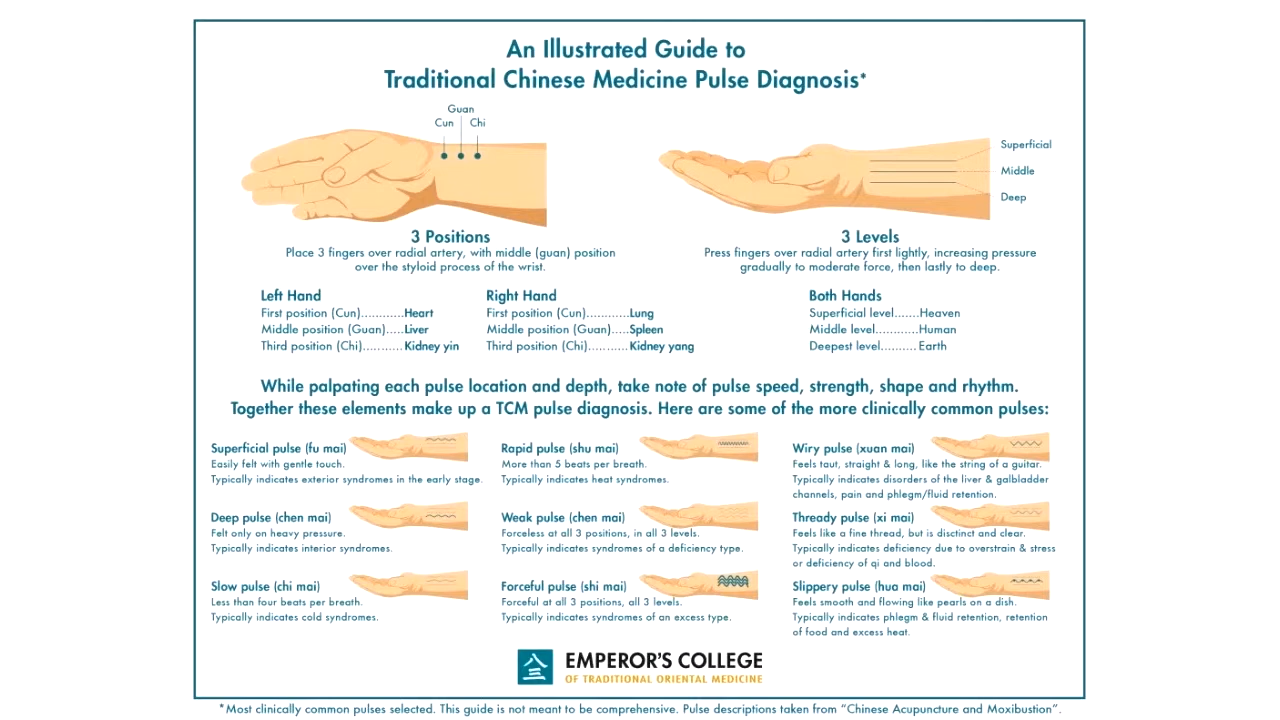 An Illustrated Guide to
Traditional Chinese Medicine Pulse Diagnosis*
Guan
Cun Chi
Superficial
Middle
Deep
3 Positions
Place 3 fingers over radial artery, with middle (guan) position
over the styloid process of the wrist.
3 Levels
Press fingers over radial artery first lightly, increasing pressure
gradually to moderate force, then lastly to deep.
Left Hand
First position (Cun)............Heart
Middle position (Guan).....Liver
Third position (Chi)...........Kidney yin
Right Hand
First position (Cun)............Lung
Middle position (Guan).....Spleen
Third position (Chi)...........Kidney yang
Both Hands
Superficial level.......Heaven
Middle level............Human
Deepest level..........Earth
While palpating each pulse location and depth, take note of pulse speed, strength, shape and rhythm.
Together these elements make up a TCM pulse diagnosis. Here are some of the more clinically common pulses:
Superficial pulse (fu mai)
Easily felt with gentle touch.
Typically indicates exterior syndromes in the early stage.
Deep pulse (chen mai)
Felt only on heavy pressure.
Typically indicates interior syndromes.
Slow pulse (chi mai)
Less than four beats per breath.
Typically indicates cold syndromes.
Rapid pulse (shu mai)
More than 5 beats per breath.
Typically indicates heat syndromes.
Weak pulse (chen mai)
Forceless at all 3 positions, in all 3 levels.
Typically indicates syndromes of a deficiency type.
Forceful pulse (shi mai)
Forceful at all 3 positions, all 3 levels.
Typically indicates syndromes of an excess type.
Wiry pulse (xuan mai)
Feels taut, straight & long, like the string of a guitar.
Typically indicates disorders of the liver & galbladder
channels, pain and phlegm/fluid retention.
Thready pulse (xi mai)
Feels like a fine thread, but is disctinct and clear.
Typically indicates deficiency due to overstrain & stress
or deficiency of qi and blood.
Slippery pulse (hua mai)
Feels smooth and flowing like pearls on a dish.
Typically indicates phlegm & fluid retention, retention
of food and excess heat.
EMPEROR'S COLLEGE
OF TRADITIONAL ORIENTAL MEDICINE
*Most clinically common pulses selected. This guide is not meant to be comprehensive. Pulse descriptions taken from “Chinese Acupuncture and Moxibustion”.